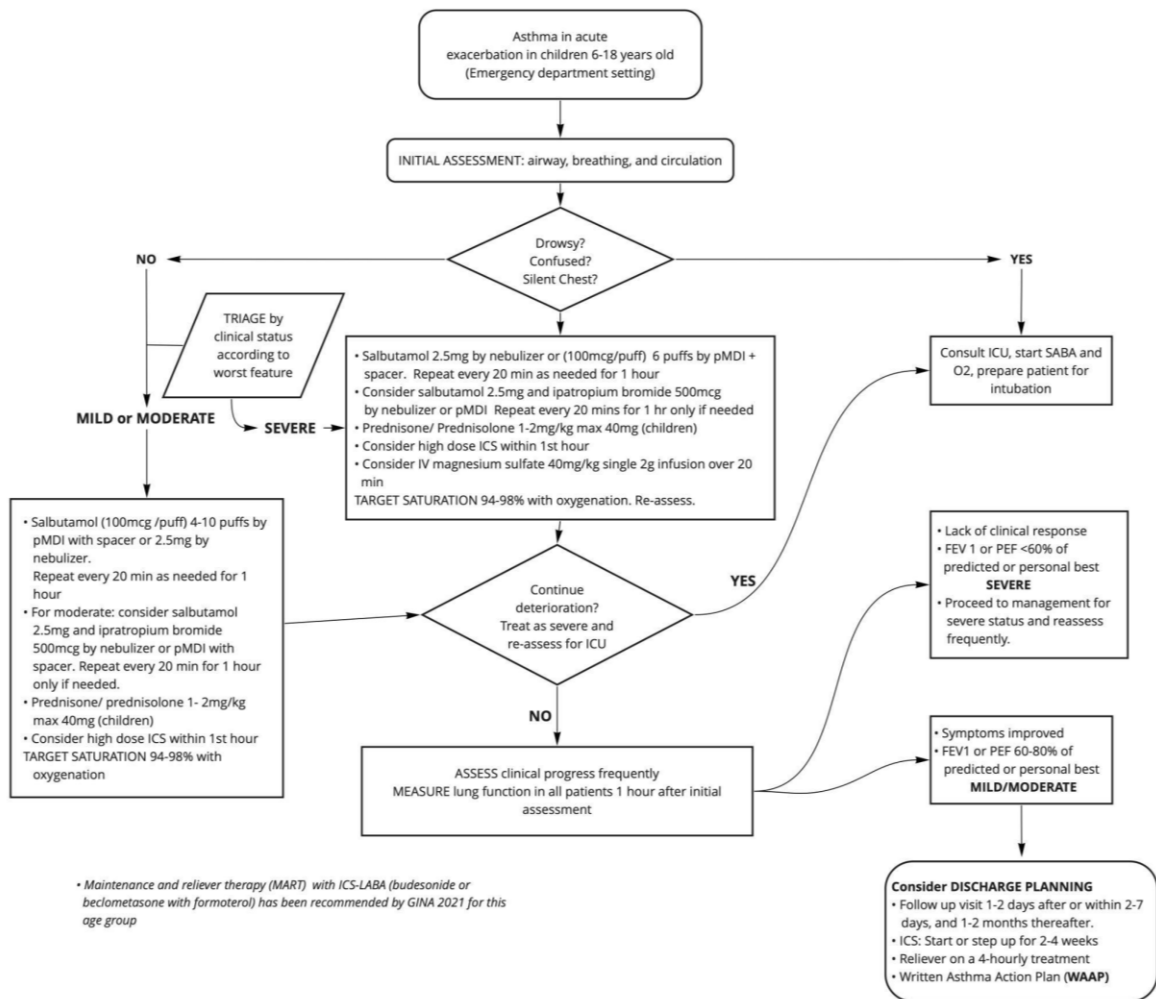 Asthma in acute
exacerbation in children 6-18 years old
(Emergency department setting)
INITIAL ASSESSMENT: airway, breathing, and circulation
Drowsy?
Confused?
Silent Chest?
NO
YES
TRIAGE by
clinical status
according to
worst feature
MILD or MODERATE
SEVERE
• Salbutamol 2.5mg by nebulizer or (100mcg/puff) 6 puffs by pMDI +
spacer. Repeat every 20 min as needed for 1 hour
• Consider salbutamol 2.5mg and ipatropium bromide 500mcg
by nebulizer or pMDI Repeat every 20 mins for 1 hr only if needed
• Prednisone/ Prednisolone 1-2mg/kg max 40mg (children)
• Consider high dose ICS within 1st hour
• Consider IV magnesium sulfate 40mg/kg single 2g infusion over 20
min
TARGET SATURATION 94-98% with oxygenation. Re-assess.
Consult ICU, start SABA and
O2, prepare patient for
intubation
• Salbutamol (100mcg /puff) 4-10 puffs by
pMDI with spacer or 2.5mg by
nebulizer.
Repeat every 20 min as needed for 1
hour
• For moderate: consider salbutamol
2.5mg and ipratropium bromide
500mcg by nebulizer or pMDI with
spacer. Repeat every 20 min for 1 hour
only if needed.
• Prednisone/ prednisolone 1- 2mg/kg
max 40mg (children)
• Consider high dose ICS within 1st hour
TARGET SATURATION 94-98% with
oxygenation
Continue
deterioration?
Treat as severe and
re-assess for ICU
YES
NO
• Lack of clinical response
• FEV 1 or PEF <60% of
predicted or personal best
SEVERE
• Proceed to management for
severe status and reassess
frequently.
ASSESS clinical progress frequently
MEASURE lung function in all patients 1 hour after initial
assessment
• Symptoms improved
• FEV1 or PEF 60-80% of
predicted or personal best
MILD/MODERATE
• Maintenance and reliever therapy (MART) with ICS-LABA (budesonide or
beclometasone with formoterol) has been recommended by GINA 2021 for this
age group
Consider DISCHARGE PLANNING
• Follow up visit 1-2 days after or within 2-7
days, and 1-2 months thereafter.
• ICS: Start or step up for 2-4 weeks
• Reliever on a 4-hourly treatment
• Written Asthma Action Plan (WAAP)